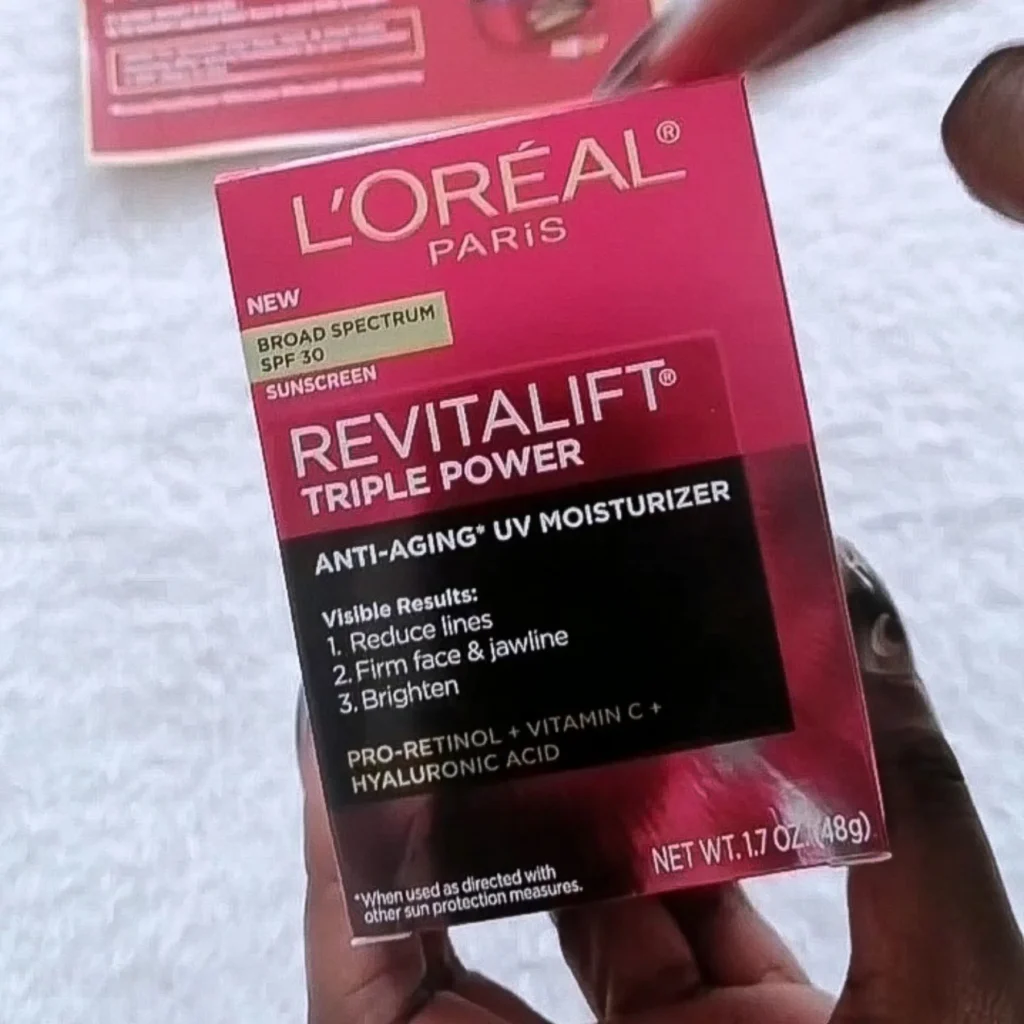 L'ORÉAL®
PARiS
NEW
BROAD SPECTRUM
SPF 30
SUNSCREEN
REVITALIFT®
TRIPLE POWER
ANTI-AGING* UV MOISTURIZER
Visible Results:
1. Reduce lines
2. Firm face & jawline
3. Brighten
PRO-RETINOL + VITAMIN C +
HYALURONIC ACID
NET WT. 1.7 OZ. (48g)
*When used as directed with
other sun protection measures.